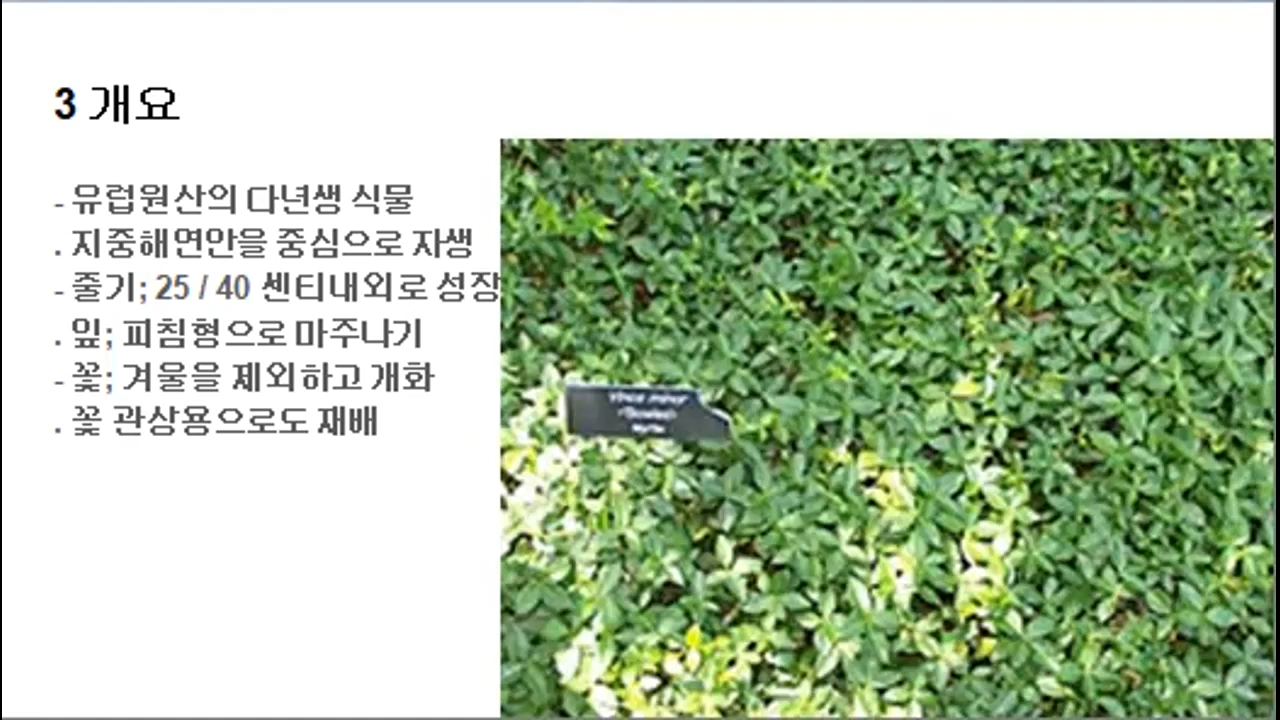 3 개요
- 유럽원산의 다년생 식물
. 지중해연안을 중심으로 자생
- 줄기; 25 / 40 센티내외로 성장
. 잎; 피침형으로 마주나기
- 꽃; 겨울을 제외하고 개화
. 꽃 관상용으로도 재배
Vinca minor